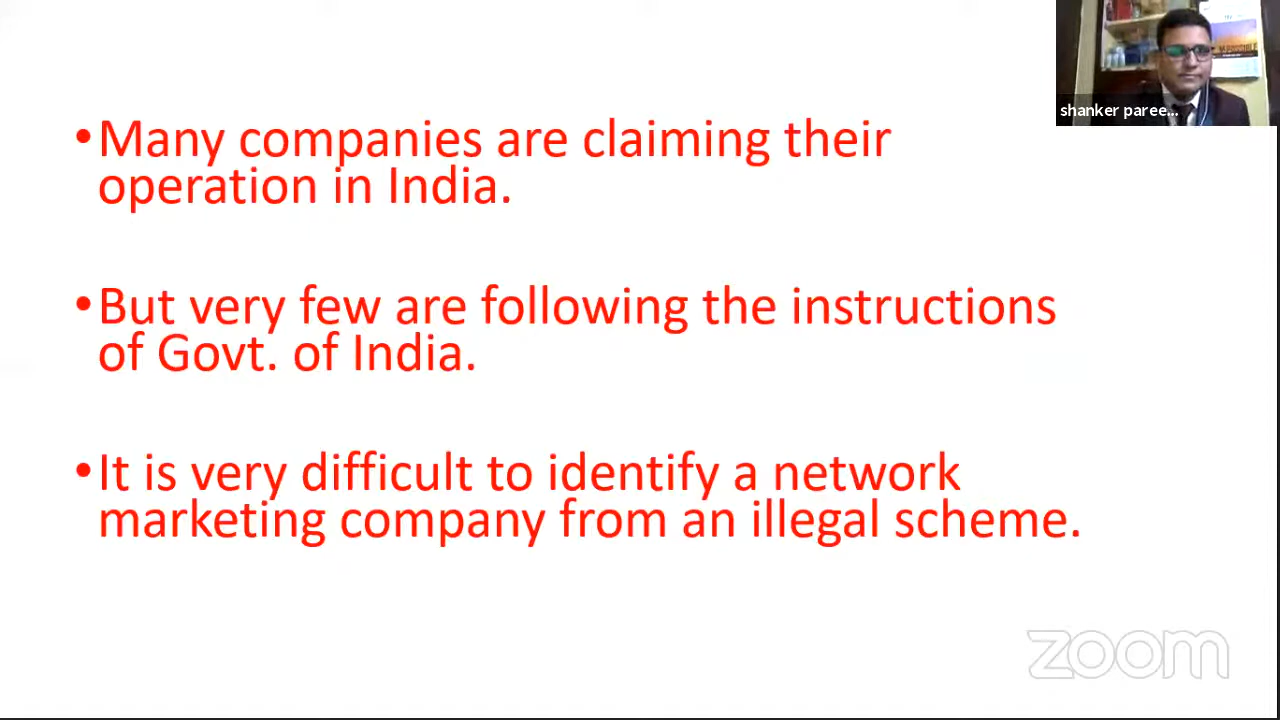 shanker paree...
•Many companies are claiming their
operation in India.
•But very few are following the instructions
of Govt. of India.
•It is very difficult to identify a network
marketing company from an illegal scheme.
zoom